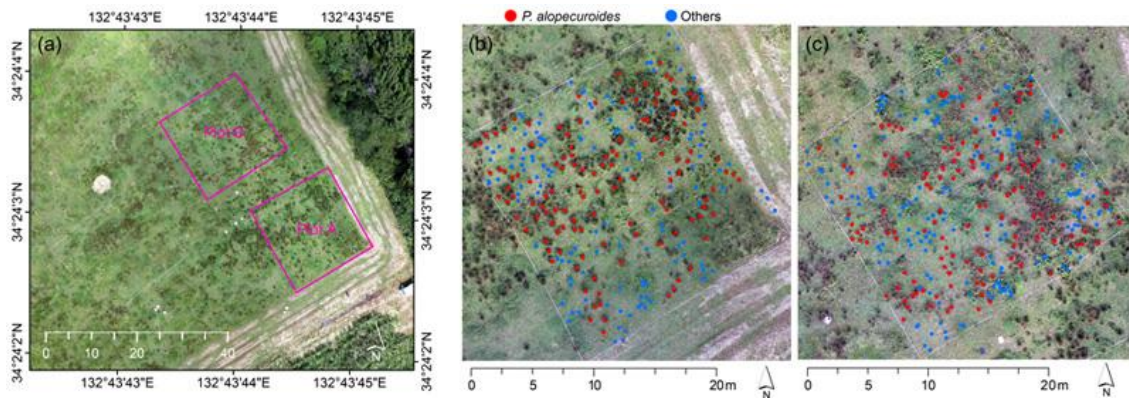 132°43'43"E 132°43'44"E 132°43'45"E
P. alopecuroides Others
(a) (b) (c)
34°24'4"N 34°24'4"N
Plot-B
34°24'3"N 34°24'3"N
Plot-A
34°24'2"N 34°24'2"N
0 10 20 40
N
132°43'43"E 132°43'44"E 132°43'45"E
0 5 10 20 m N
0 5 10 20 m N